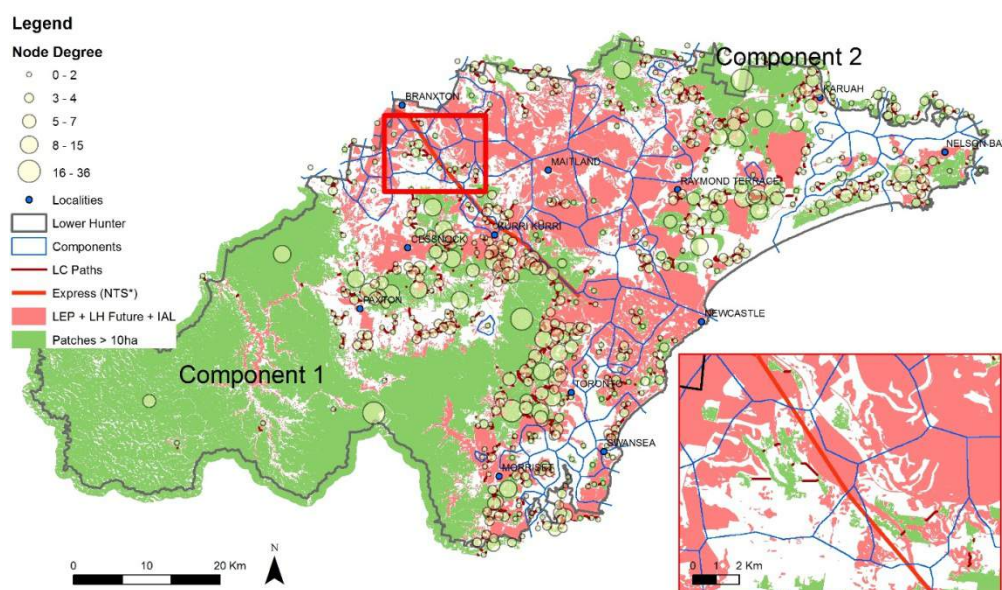 Legend
Node Degree
0 - 2
3 - 4
5 - 7
8 - 15
16 - 36
Localities
Lower Hunter
Components
LC Paths
Express (NTS*)
LEP + LH Future + IAL
Patches > 10ha
Component 2
BRANXTON
KARUAH
NELSON BA
MAITLAND
RAYMOND TERRACE
KURRI KURRI
CESSNOCK
PAXTON
NEWCASTLE
Component 1
TORONTO
SWANSEA
MORRISET
N
0 10 20 Km
0 1 2 Km